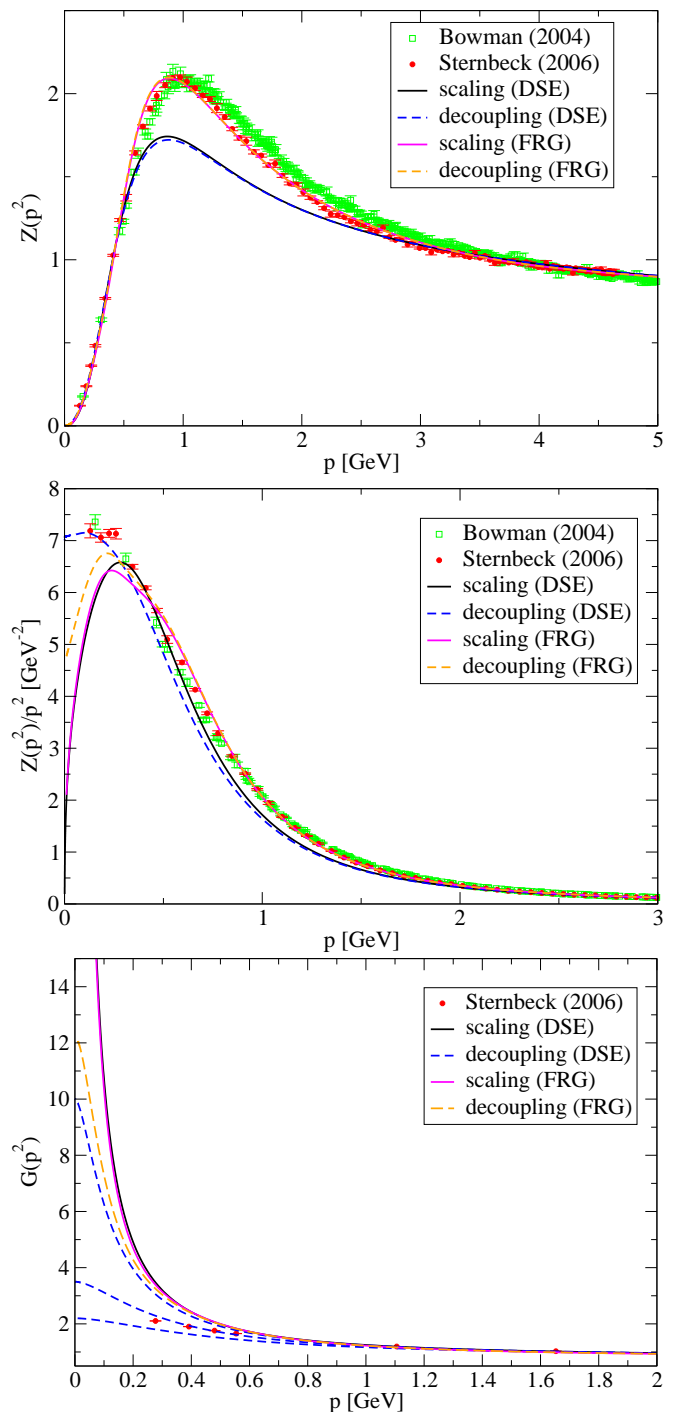 Bowman (2004)
Sternbeck (2006)
scaling (DSE)
decoupling (DSE)
scaling (FRG)
decoupling (FRG)
Z(p²)
2
1
0
0 1 2 3 4 5
p [GeV]
Bowman (2004)
Sternbeck (2006)
scaling (DSE)
decoupling (DSE)
scaling (FRG)
decoupling (FRG)
Z(p²)/p² [GeV⁻²]
8
7
6
5
4
3
2
1
0
0 1 2 3
p [GeV]
Sternbeck (2006)
scaling (DSE)
decoupling (DSE)
scaling (FRG)
decoupling (FRG)
G(p²)
14
12
10
8
6
4
2
0 0.2 0.4 0.6 0.8 1 1.2 1.4 1.6 1.8 2
p [GeV]